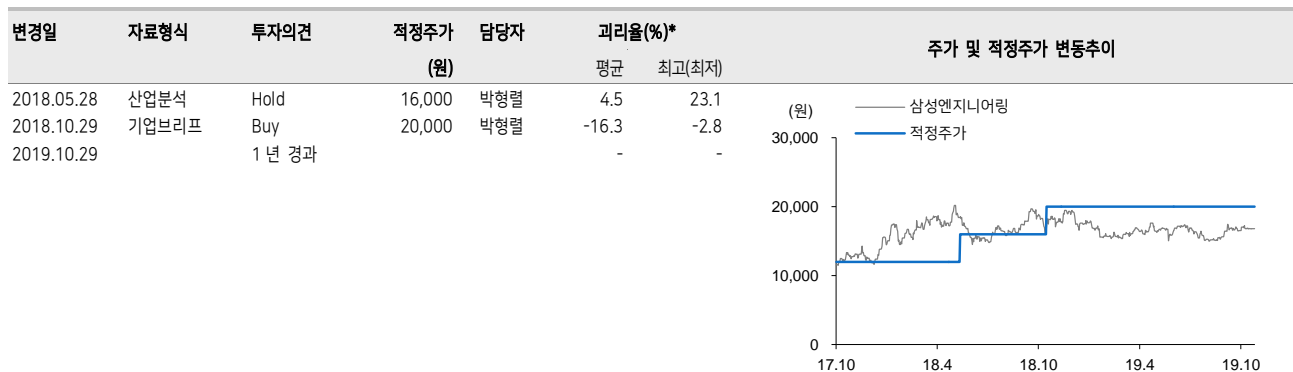 변경일 자료형식 투자의견 적정주가 담당자 괴리율(%)* 주가 및 적정주가 변동추이
(원) 평균 최고(최저)
2018.05.28 산업분석 Hold 16,000 박형렬 4.5 23.1
2018.10.29 기업브리프 Buy 20,000 박형렬 -16.3 -2.8
2019.10.29 1년 경과 - -
(원)
삼성엔지니어링
적정주가
30,000
20,000
10,000
0
17.10 18.4 18.10 19.4 19.10